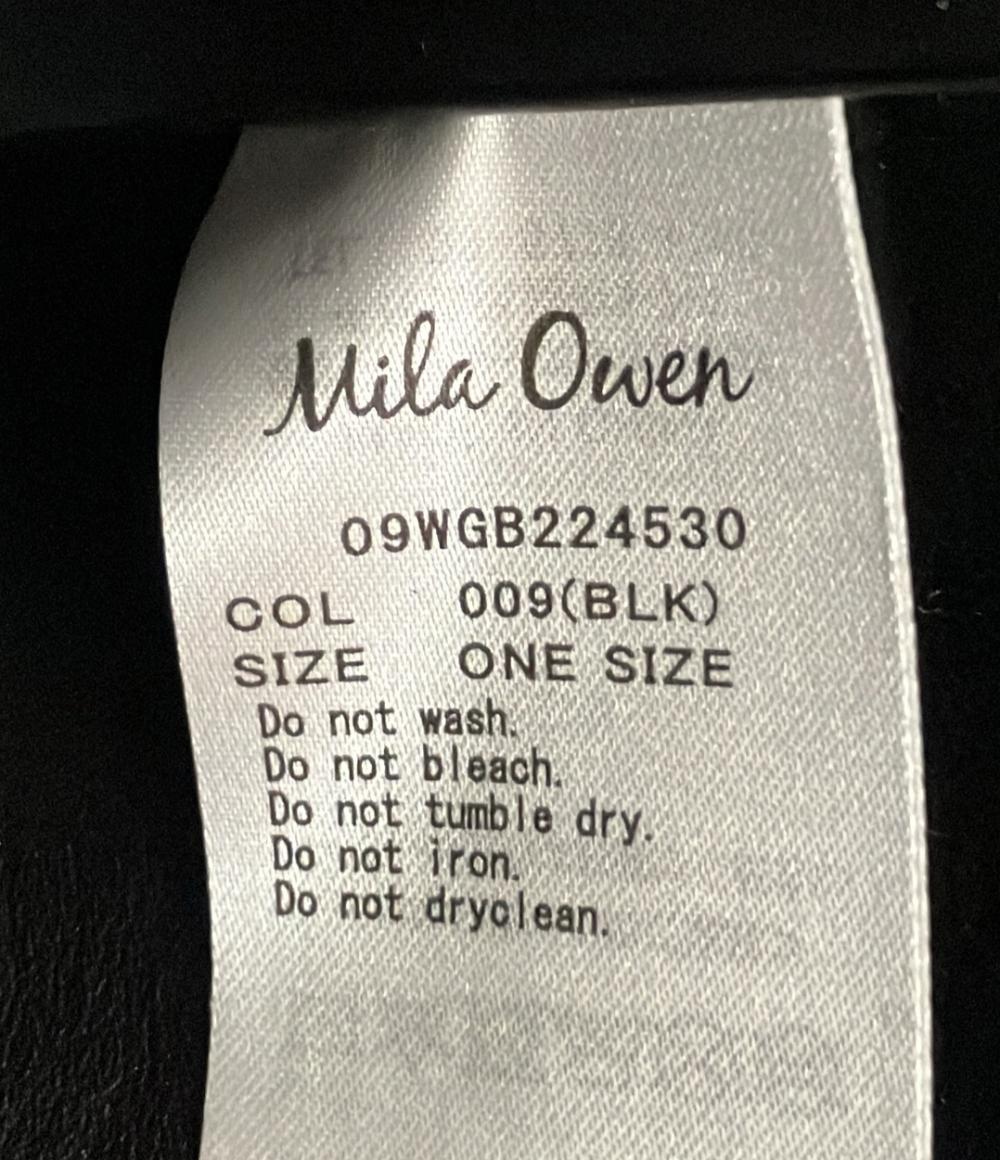 Mila Owen
09WGB224530
COL 009(BLK)
SIZE ONE SIZE
Do not wash.
Do not bleach.
Do not tumble dry.
Do not iron.
Do not dryclean.